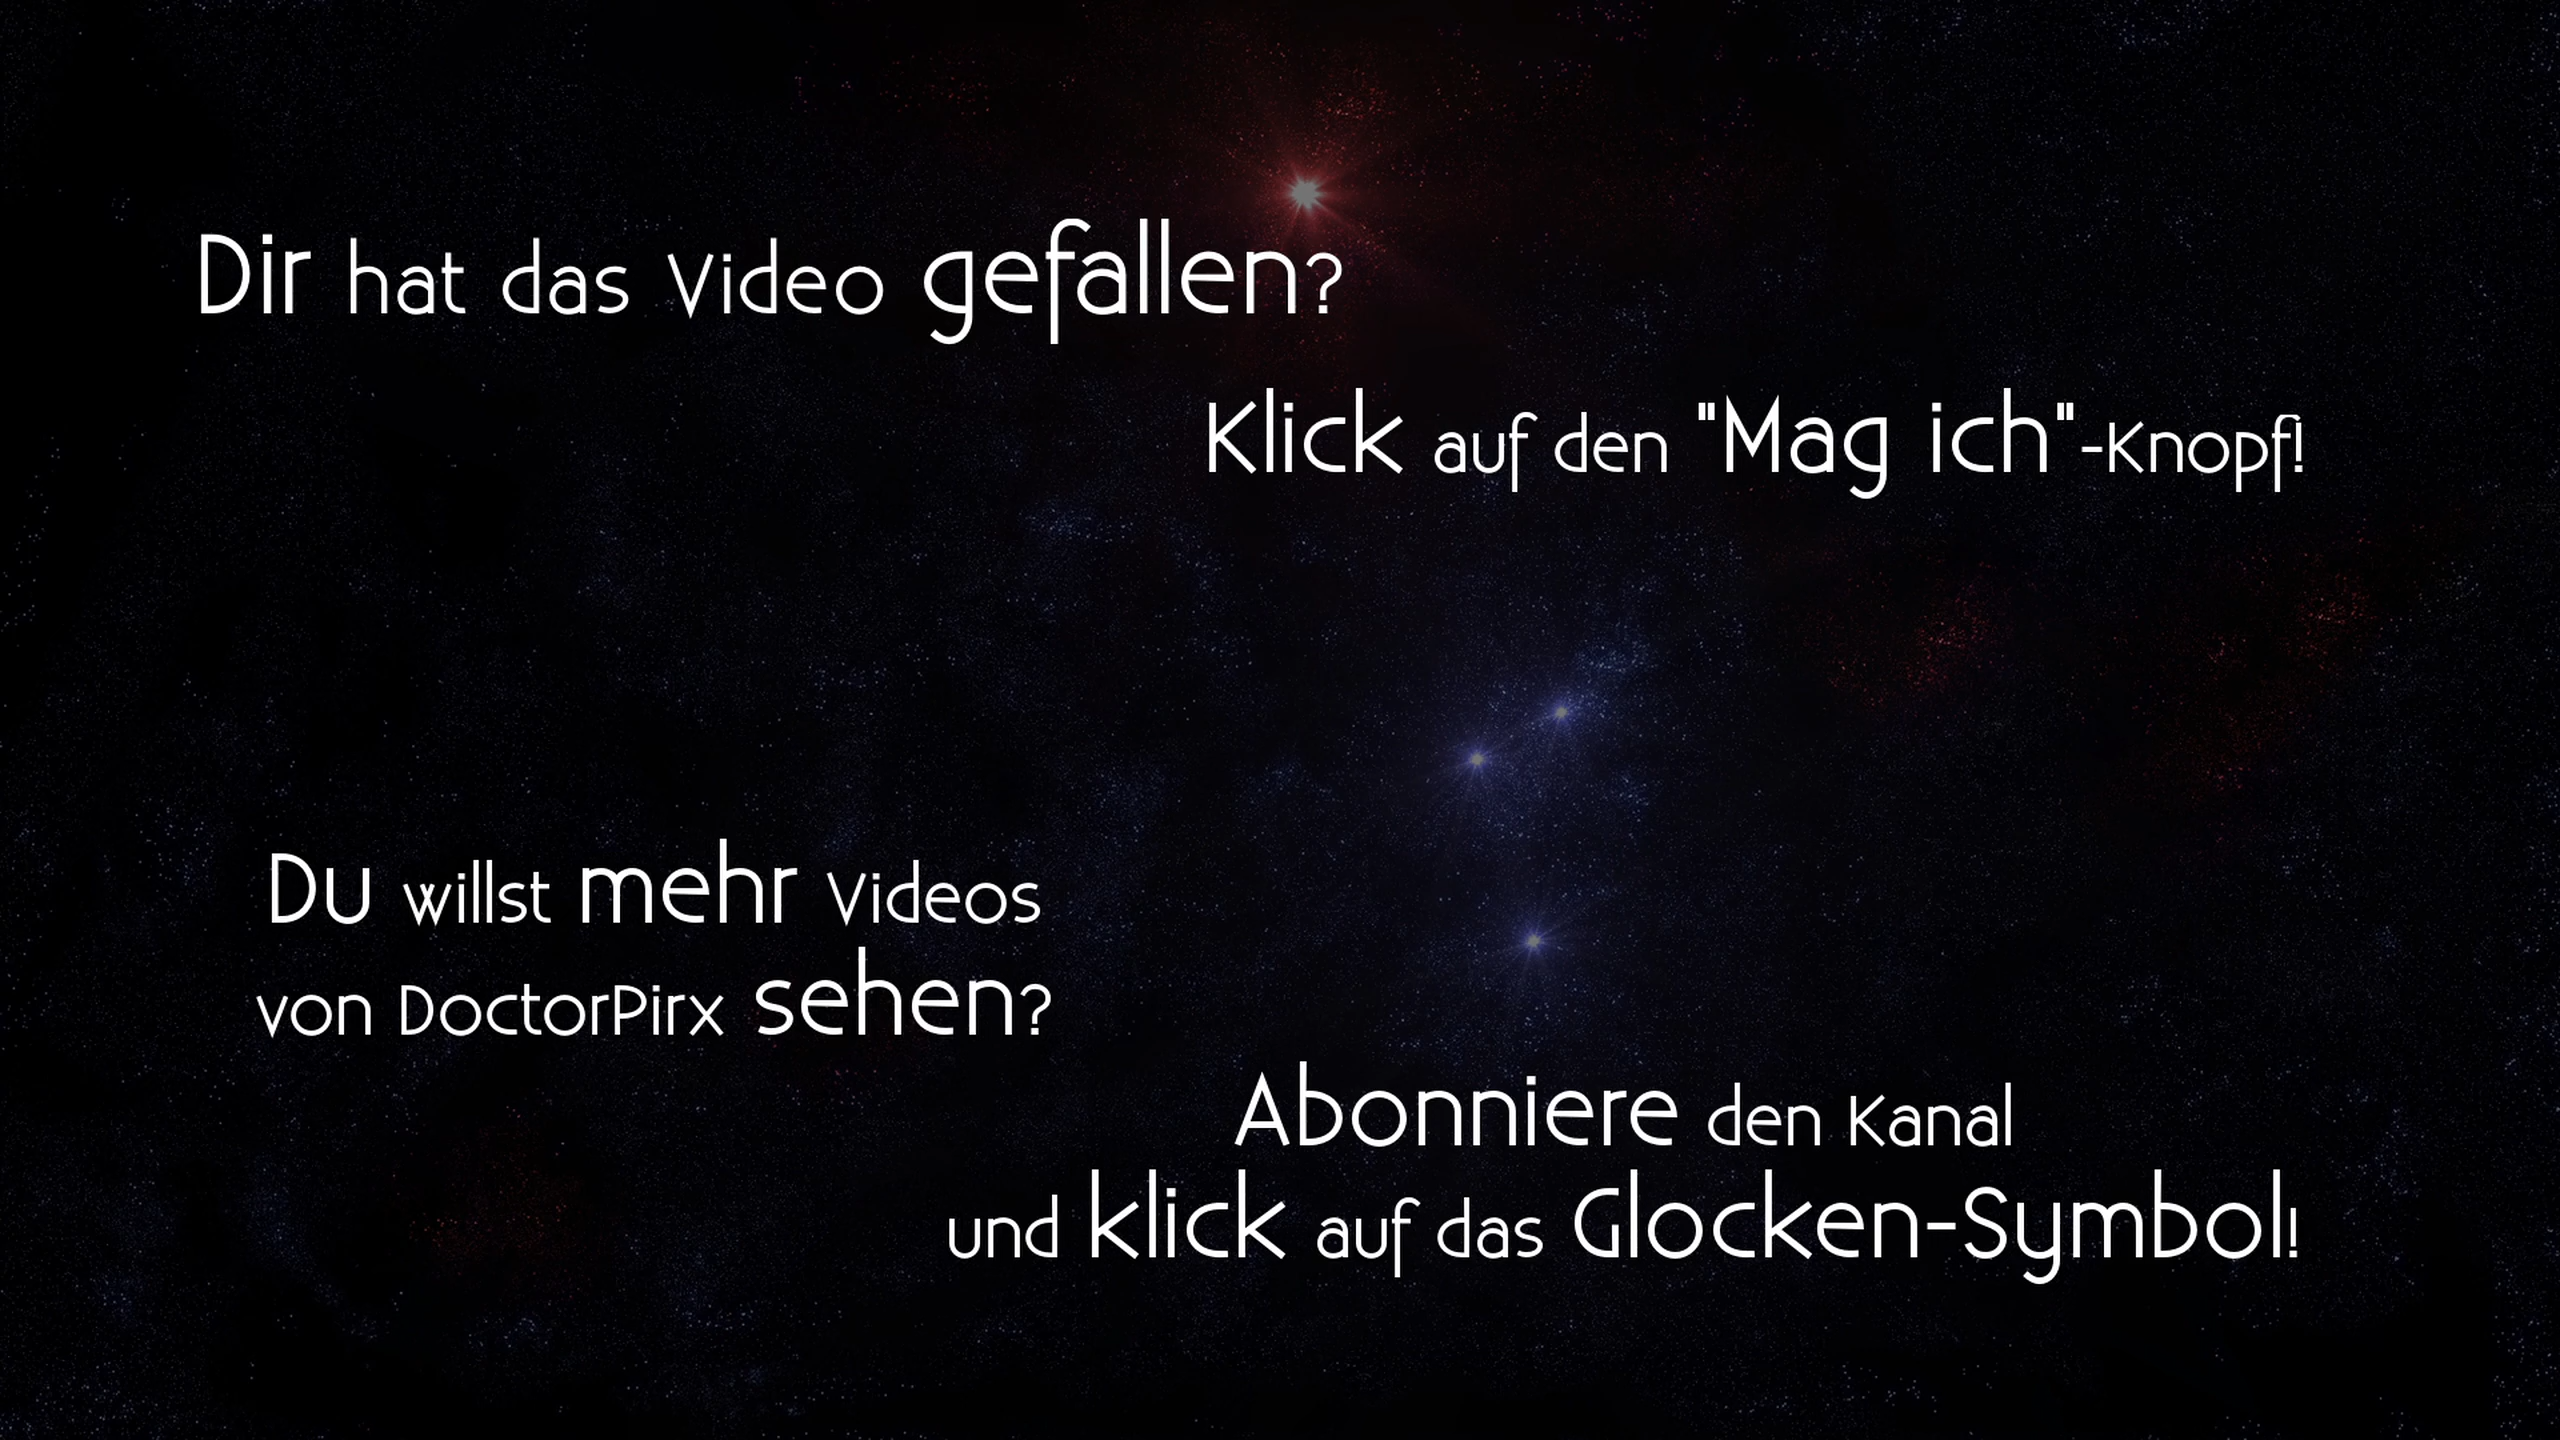 Dir hat das Video gefallen?
Klick auf den "Mag ich"-Knopf!
Du willst mehr Videos
von DoctorPirx sehen?
Abonniere den Kanal
und klick auf das Glocken-Symbol!